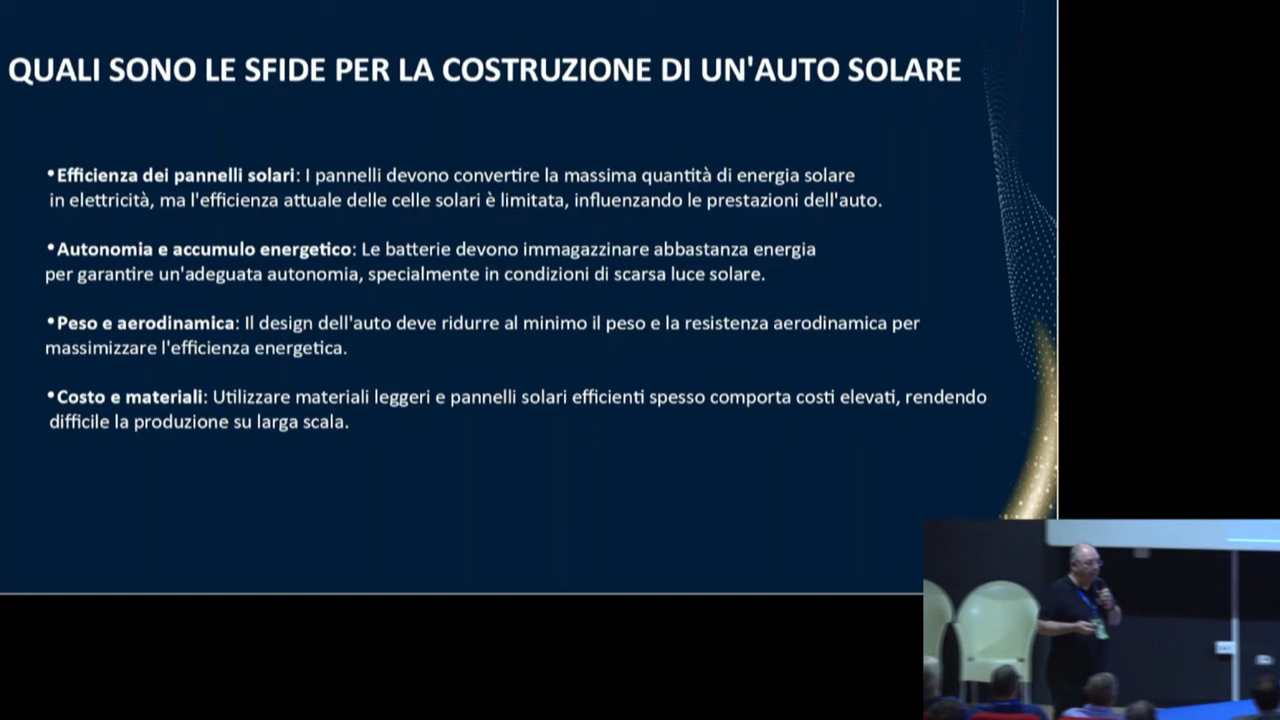 QUALI SONO LE SFIDE PER LA COSTRUZIONE DI UN'AUTO SOLARE
•Efficienza dei pannelli solari: I pannelli devono convertire la massima quantità di energia solare
in elettricità, ma l'efficienza attuale delle celle solari è limitata, influenzando le prestazioni dell'auto.
•Autonomia e accumulo energetico: Le batterie devono immagazzinare abbastanza energia
per garantire un'adeguata autonomia, specialmente in condizioni di scarsa luce solare.
•Peso e aerodinamica: Il design dell'auto deve ridurre al minimo il peso e la resistenza aerodinamica per
massimizzare l'efficienza energetica.
•Costo e materiali: Utilizzare materiali leggeri e pannelli solari efficienti spesso comporta costi elevati, rendendo
difficile la produzione su larga scala.